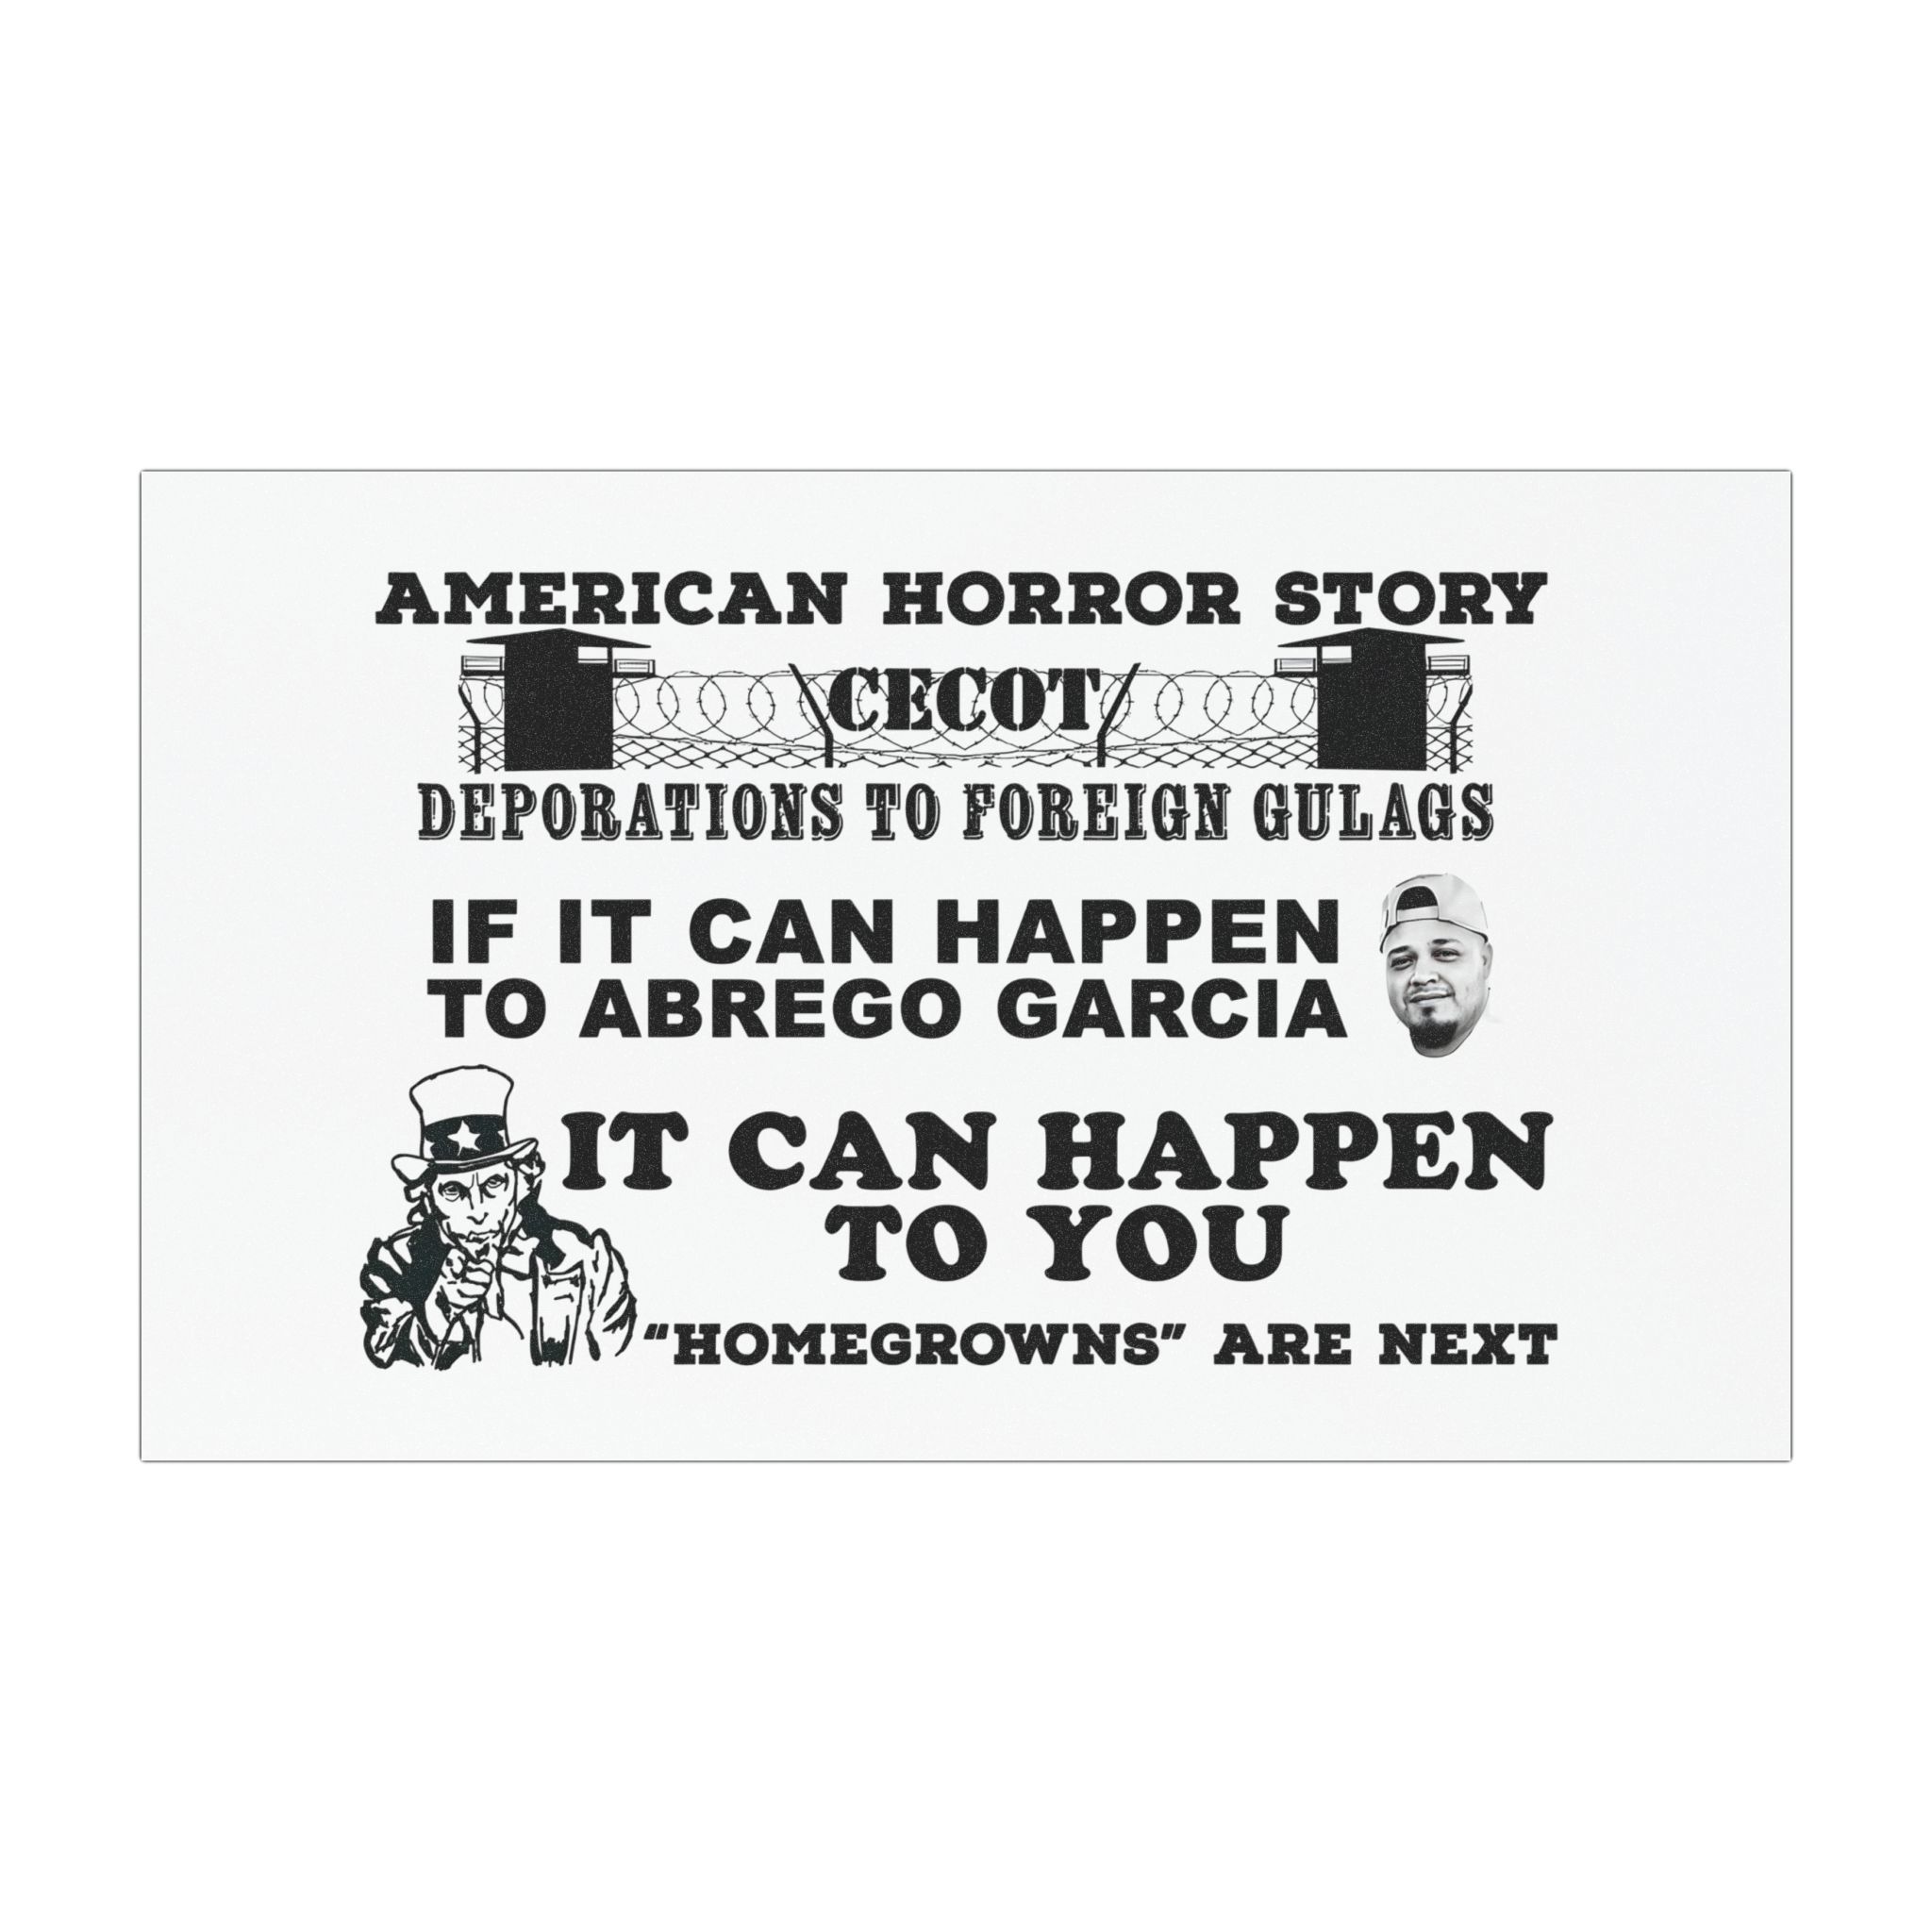 AMERICAN HORROR STORY
CECOT
DEPORATIONS TO FOREIGN GULAGS
IF IT CAN HAPPEN
TO ABREGO GARCIA
IT CAN HAPPEN
TO YOU
“HOMEGROWNS” ARE NEXT